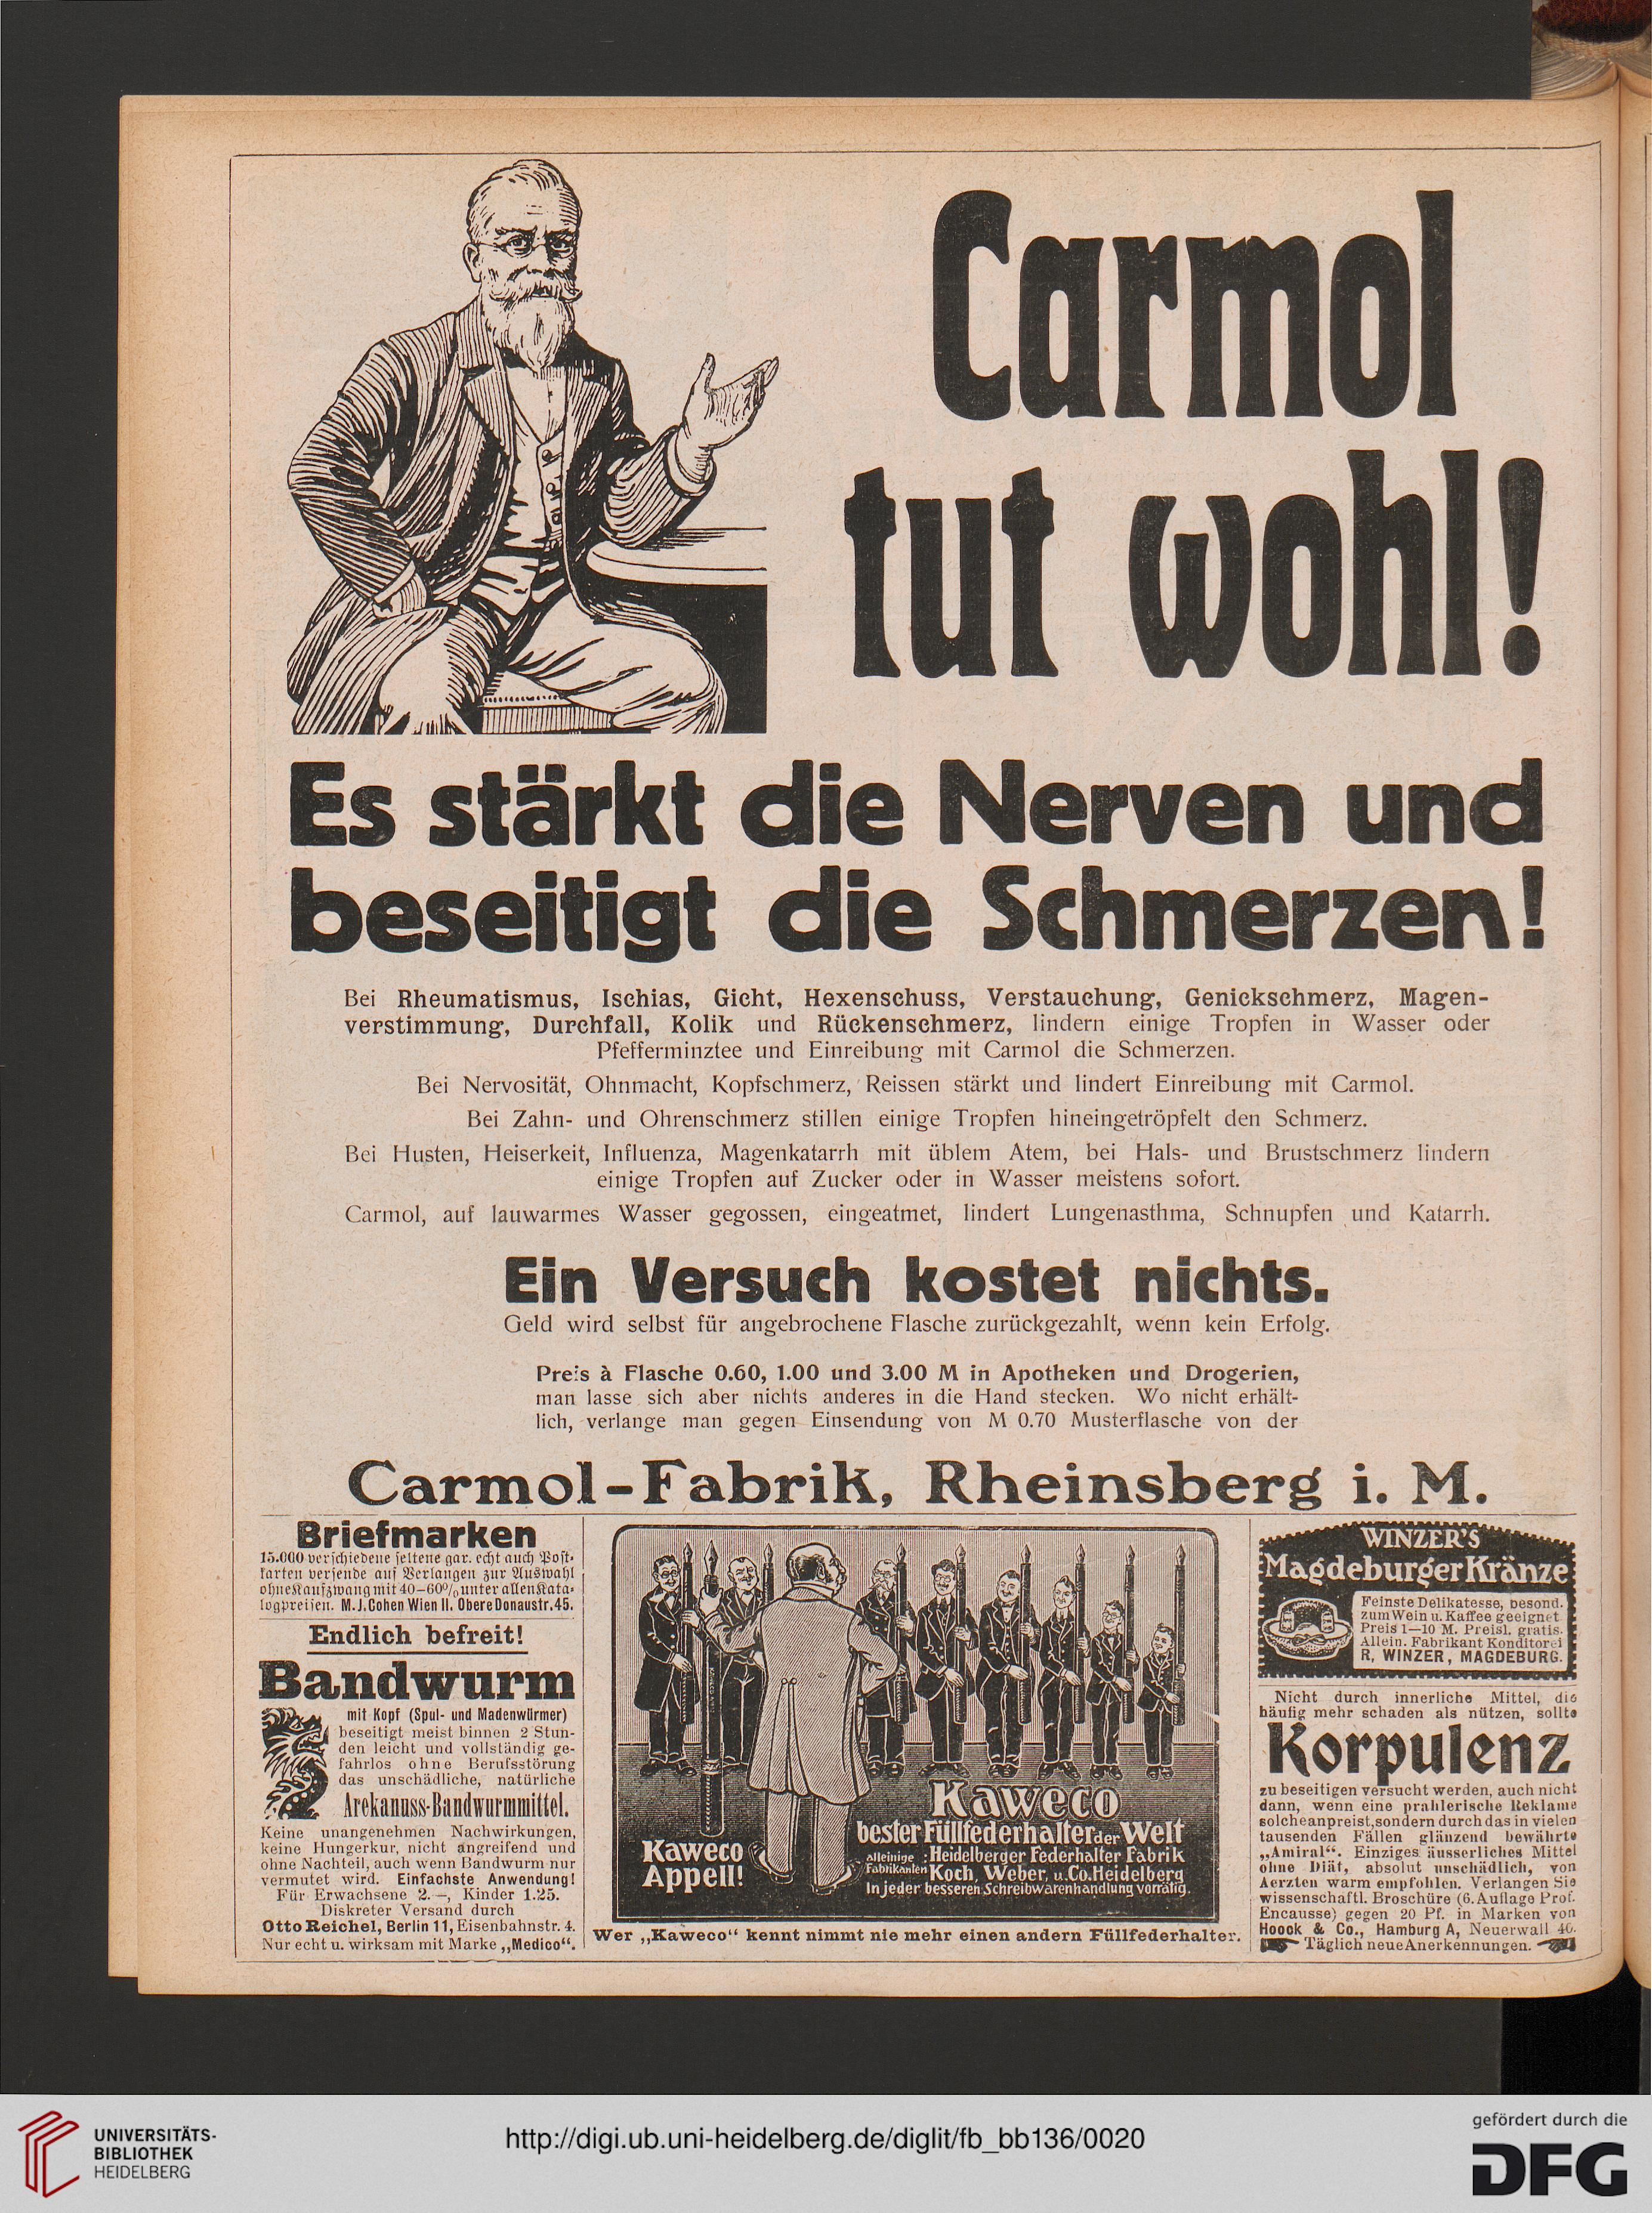 Carmol
tut wohl!
Es stärkt die Nerven und
beseitigt die Schmerzen!
Bei Rheumatismus, Ischias, Gicht, Hexenschuss, Verstauchung, Genickschmerz, Magen-
verstimmung, Durchfall, Kolik und Rückenschmerz, lindern einige Tropfen in Wasser oder
Pfefferminztee und Einreibung mit Carmol die Schmerzen.
Bei Nervosität, Ohnmacht, Kopfschmerz, Reissen stärkt und lindert Einreibung mit Carmol.
Bei Zahn- und Ohrenschmerz stillen einige Tropfen hineingetröpfelt den Schmerz.
Bei Husten, Heiserkeit, Influenza, Magenkatarrh mit üblem Atem, bei Hals- und Brustschmerz lindern
einige Tropfen auf Zucker oder in Wasser meistens sofort.
Carmol, auf lauwarmes Wasser gegossen, eingeatmet, lindert Lungenasthma, Schnupfen und Katarrh.
Ein Versuch kostet nichts.
Geld wird selbst für angebrochene Flasche zurückgezahlt, wenn kein Erfolg.
Preis à Flasche 0.60, 1.00 und 3.00 M in Apotheken und Drogerien,
man lasse sich aber nichts anderes in die Hand stecken. Wo nicht erhält-
lich, verlange man gegen Einsendung von M 0.70 Musterflasche von der
Carmol-Fabrik, Rheinsberg i. M.
Briefmarken
15.000 verschiedene seltene gar. echt auch Post-
karten versende auf Verlangen zur Auswahl
ohne Kaufzwang mit 40–60% unter allen Kata-
logpreisen. M. J. Cohen Wien II. Obere Donaustr. 45.
Endlich befreit!
Bandwurm
mit Kopf (Spul- und Madenwürmer)
beseitigt meist binnen 2 Stun-
den leicht und vollständig ge-
fahrlos ohne Berufsstörung
das unschädliche, natürliche
Arekanuss-Bandwurmmittel.
Keine unangenehmen Nachwirkungen,
keine Hungerkur, nicht angreifend und
ohne Nachteil, auch wenn Bandwurm nur
vermutet wird. Einfachste Anwendung!
Für Erwachsene 2.—, Kinder 1.25.
Diskreter Versand durch
Otto Reichel, Berlin 11, Eisenbahnstr. 4.
Nur echt u. wirksam mit Marke „Medico“.
Kaweco
Appell!
Kaweco
bester Füllfederhalter der Welt
alleinige Fabrikanten: Heidelberger Federhalter Fabrik
Koch, Weber, u. Co. Heidelberg
In jeder besseren Schreibwarenhandlung vorrätig.
Wer „Kaweco“ kennt nimmt nie mehr einen andern Füllfederhalter.
WINZER'S
Magdeburger Kränze
Feinste Delikatesse, besond.
zum Wein u. Kaffee geeignet
Preis 1—10 M. Preisl. gratis.
Allein. Fabrikant Konditorei
R. WINZER, MAGDEBURG.
Nicht durch innerliche Mittel, die
häufig mehr schaden als nützen, sollte
Korpulenz
zu beseitigen versucht werden, auch nicht
dann, wenn eine prahlerische Reklame
solche anpreist, sondern durch das in vielen
tausenden Fällen glänzend bewährte
„Amiral“. Einziges äusserliches Mittel
ohne Diät, absolut unschädlich, von
Aerzten warm empfohlen. Verlangen Sie
wissenschaftl. Broschüre (6. Auflage Prof.
Encausse) gegen 20 Pf. in Marken von
Hoock & Co., Hamburg A, Neuerwall 40.
Täglich neue Anerkennungen.
UNIVERSITÄTS-
BIBLIOTHEK
HEIDELBERG
http://digi.ub.uni-heidelberg.de/diglit/fb_bb136/0020
gefördert durch die
DFG